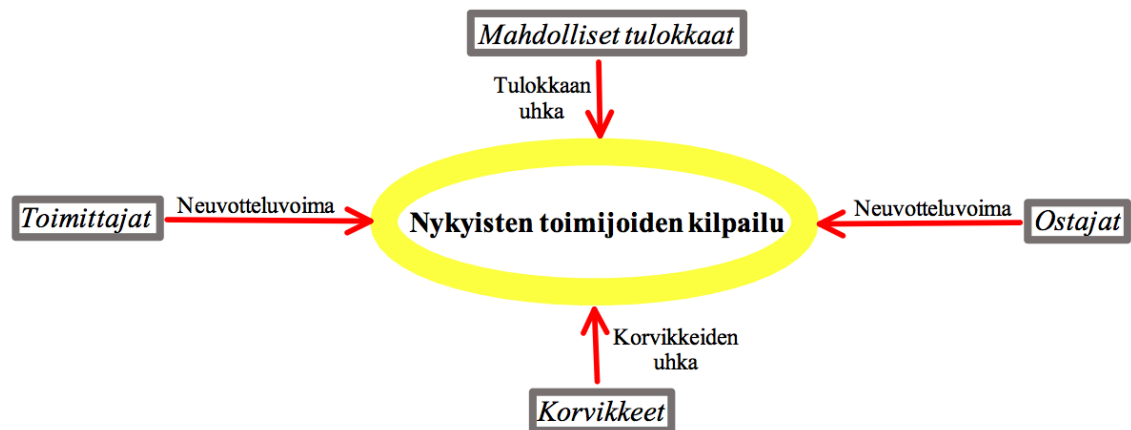 Mahdolliset tulokkaat
Tulokkaan
uhka
Toimittajat
Neuvotteluvoima
Nykyisten toimijoiden kilpailu
Neuvotteluvoima
Ostajat
Korvikkeiden
uhka
Korvikkeet